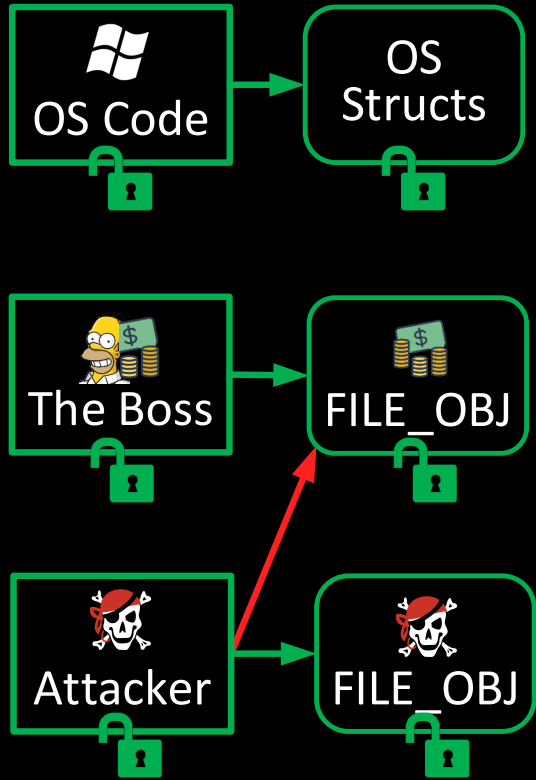 OS Code
OS
Structs
$
The Boss
$
FILE_OBJ
Attacker
FILE_OBJ